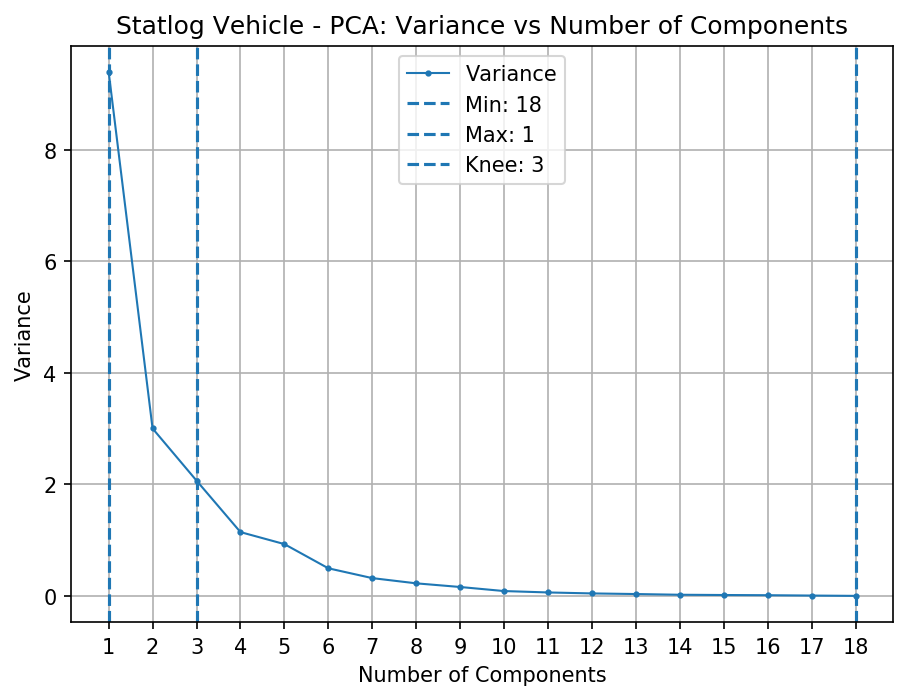 Statlog Vehicle - PCA: Variance vs Number of Components
Variance
Min: 18
Max: 1
Knee: 3
8
6
4
2
0
Variance
1 2 3 4 5 6 7 8 9 10 11 12 13 14 15 16 17 18
Number of Components